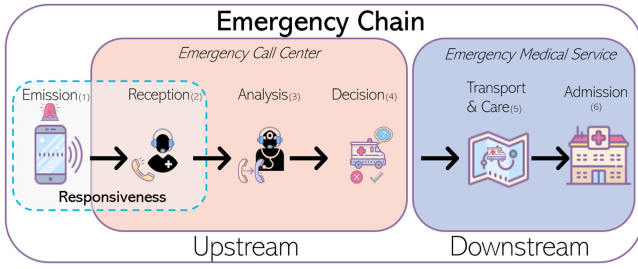 Emergency Chain
Emergency Call Center
Emergency Medical Service
Emission(1)
Reception(2)
Analysis(3)
Decision(4)
Transport
& Care(5)
Admission
(6)
Responsiveness
Upstream
Downstream